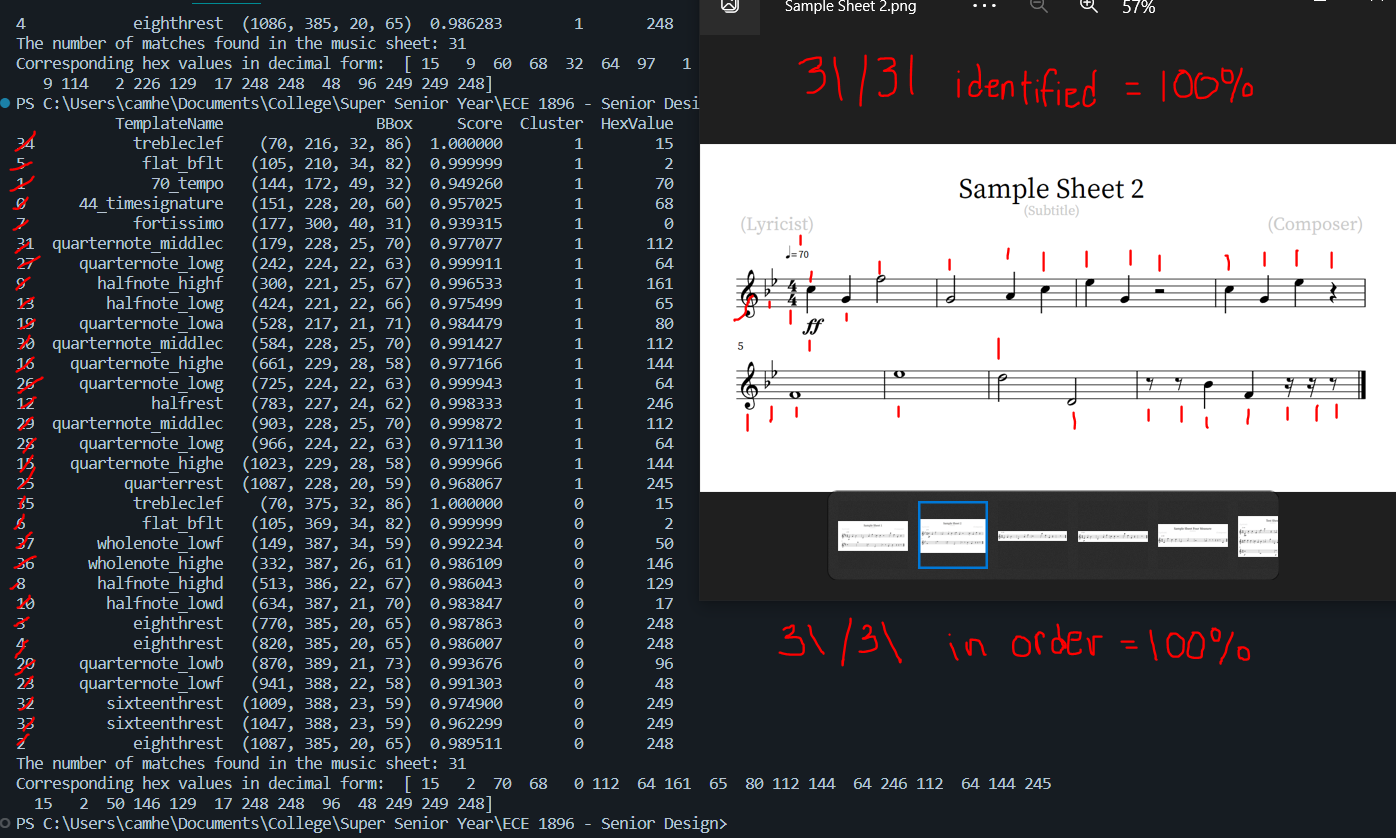 4 eighthrest (1086, 385, 20, 65) 0.986283 1 248
The number of matches found in the music sheet: 31
Corresponding hex values in decimal form: [ 15 9 60 68 32 64 97 1
9 114 2 226 129 17 248 248 48 96 249 249 248]
PS C:\Users\camhe\Documents\College\Super Senior Year\ECE 1896 - Senior Desi
TemplateName BBox Score Cluster HexValue
34 trebleclef (70, 216, 32, 86) 1.000000 1 15
5 flat_bflt (105, 210, 34, 82) 0.999999 1 2
1 70_tempo (144, 172, 49, 32) 0.949260 1 70
0 44_timesignature (151, 228, 20, 60) 0.957025 1 68
7 fortissimo (177, 300, 40, 31) 0.939315 1 0
31 quarternote_middlec (179, 228, 25, 70) 0.977077 1 112
27 quarternote_lowg (242, 224, 22, 63) 0.999911 1 64
9 halfnote_highf (300, 221, 25, 67) 0.996533 1 161
13 halfnote_lowg (424, 221, 22, 66) 0.975499 1 65
19 quarternote_lowa (528, 217, 21, 71) 0.984479 1 80
30 quarternote_middlec (584, 228, 25, 70) 0.991427 1 112
16 quarternote_highe (661, 229, 28, 58) 0.977166 1 144
26 quarternote_lowg (725, 224, 22, 63) 0.999943 1 64
12 halfrest (783, 227, 24, 62) 0.998333 1 246
29 quarternote_middlec (903, 228, 25, 70) 0.999872 1 112
28 quarternote_lowg (966, 224, 22, 63) 0.971130 1 64
15 quarternote_highe (1023, 229, 28, 58) 0.999966 1 144
25 quarterrest (1087, 228, 20, 59) 0.968067 1 245
35 trebleclef (70, 375, 32, 86) 1.000000 0 15
6 flat_bflt (105, 369, 34, 82) 0.999999 0 2
37 wholenote_lowf (149, 387, 34, 59) 0.992234 0 50
36 wholenote_highe (332, 387, 26, 61) 0.986109 0 146
8 halfnote_highd (513, 386, 22, 67) 0.986043 0 129
10 halfnote_lowd (634, 387, 21, 70) 0.983847 0 17
3 eighthrest (770, 385, 20, 65) 0.987863 0 248
4 eighthrest (820, 385, 20, 65) 0.986007 0 248
20 quarternote_lowb (870, 389, 21, 73) 0.993676 0 96
23 quarternote_lowf (941, 388, 22, 58) 0.991303 0 48
32 sixteenthrest (1009, 388, 23, 59) 0.974900 0 249
33 sixteenthrest (1047, 388, 23, 59) 0.962299 0 249
2 eighthrest (1087, 385, 20, 65) 0.989511 0 248
The number of matches found in the music sheet: 31
Corresponding hex values in decimal form: [ 15 2 70 68 0 112 64 161 65 80 112 144 64 246 112 64 144 245
15 2 50 146 129 17 248 248 96 48 249 249 248]
PS C:\Users\camhe\Documents\College\Super Senior Year\ECE 1896 - Senior Design>
Sample Sheet 2.png ... 57%
31/31 identified = 100%
Sample Sheet 2
(Subtitle)
(Lyricist) (Composer)
♩=70
4
4
ff
5
31/31 in order = 100%